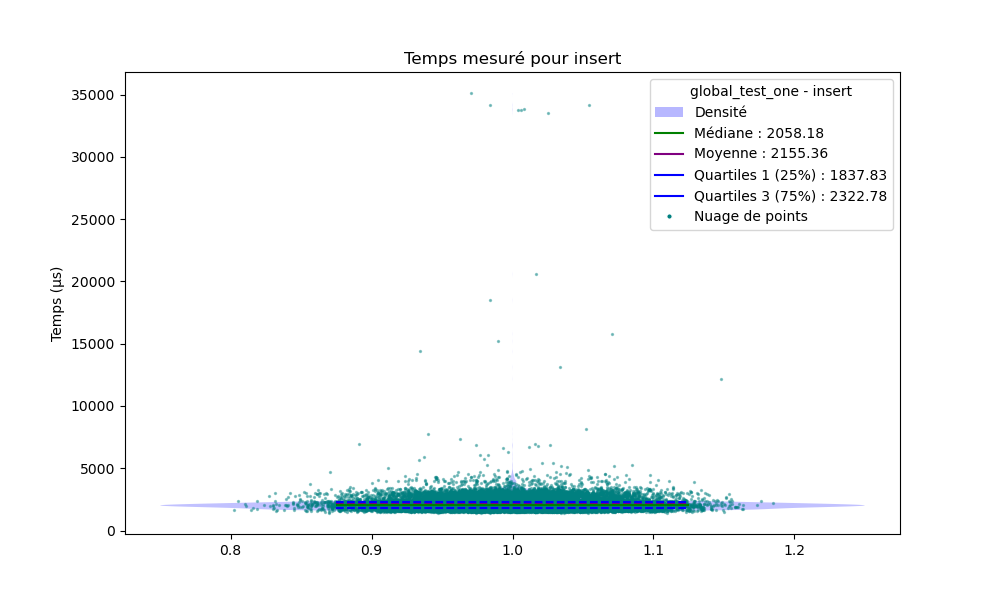 Temps mesuré pour insert
global_test_one - insert
Densité
Médiane : 2058.18
Moyenne : 2155.36
Quartiles 1 (25%) : 1837.83
Quartiles 3 (75%) : 2322.78
Nuage de points
Temps (µs)
35000
30000
25000
20000
15000
10000
5000
0
0.8
0.9
1.0
1.1
1.2